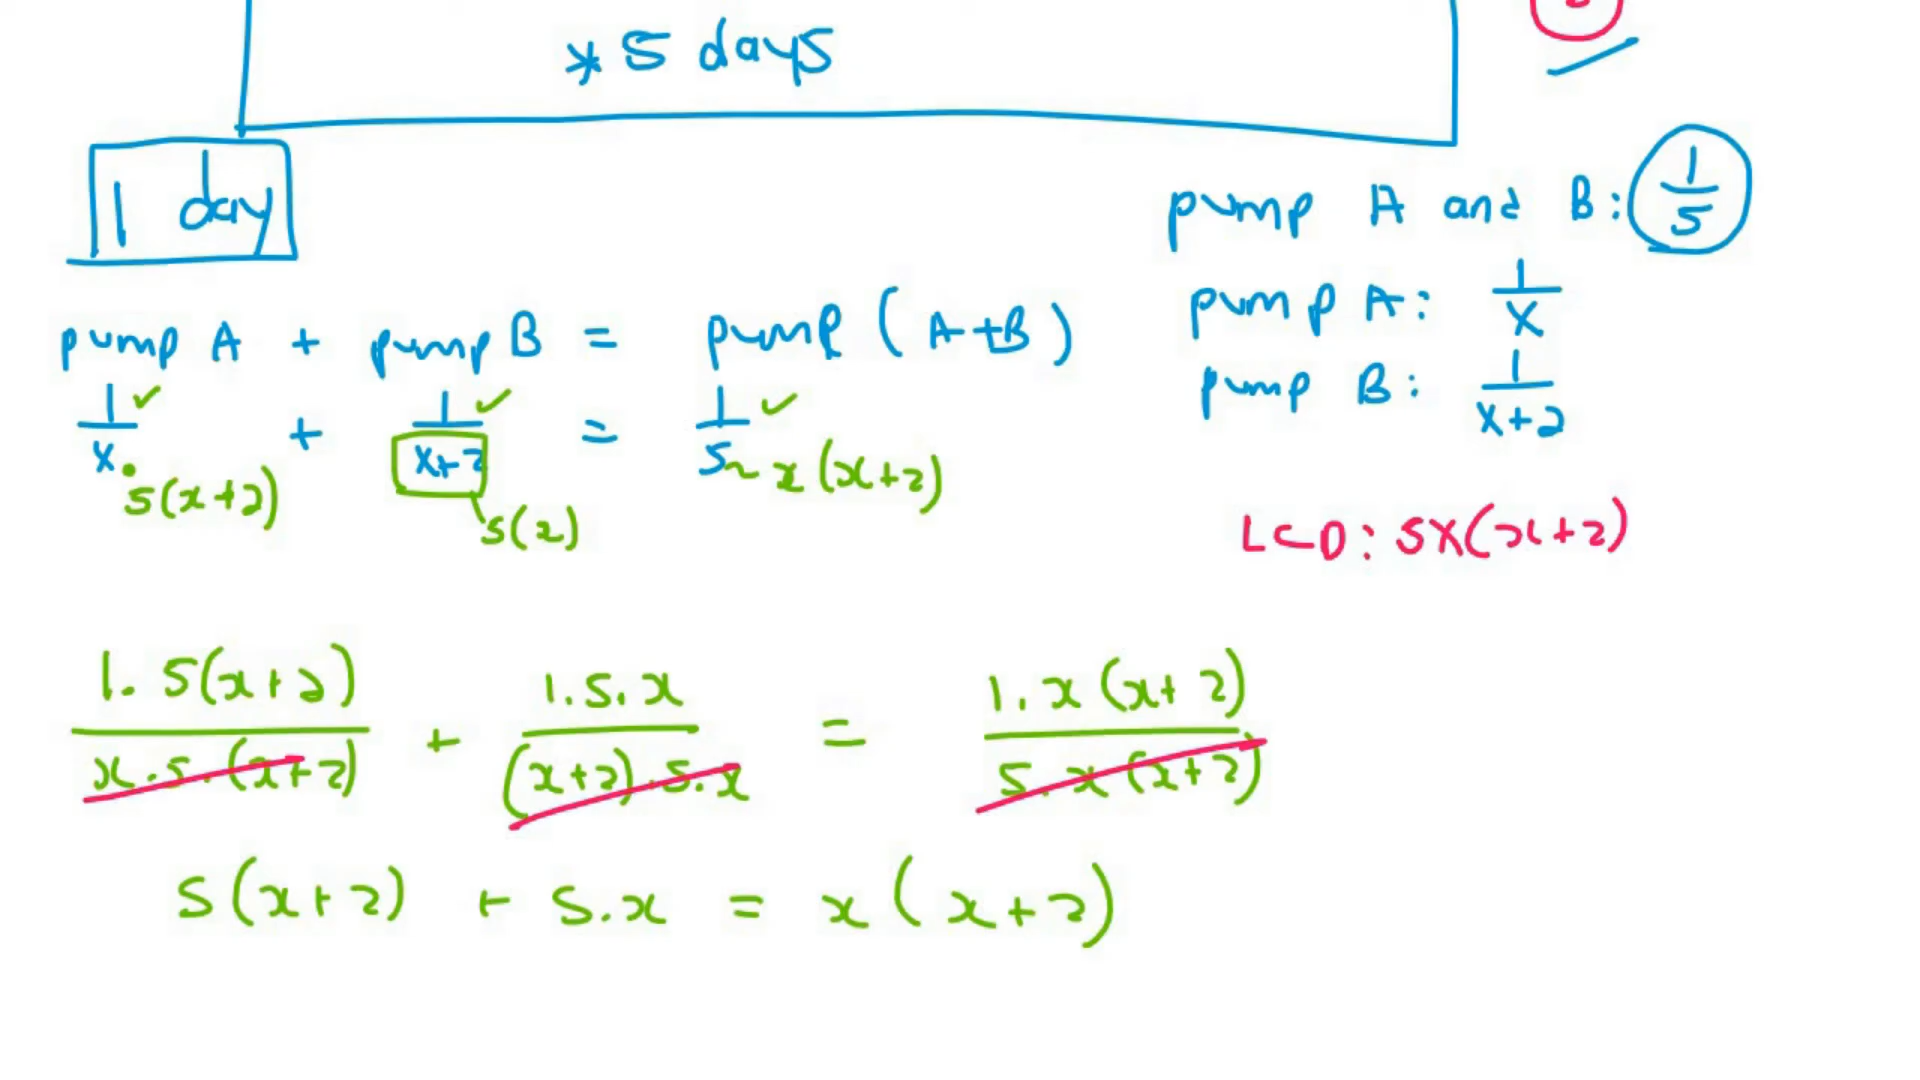 * 5 days
1 day
pump A and B: 1/5
pump A: 1/x
pump B: 1/(x+2)
pump A + pump B = pump (A+B)
1/x ✓ + 1/(x+2) ✓ = 1/5 ✓
· 5(x+2) 5(x) ~ x(x+2)
LCD: 5x(x+2)
1. 5(x+2) / x.5.(x+2) + 1.5.x / (x+2).5.x = 1.x(x+2) / 5.x(x+2)
5(x+2) + 5.x = x(x+2)